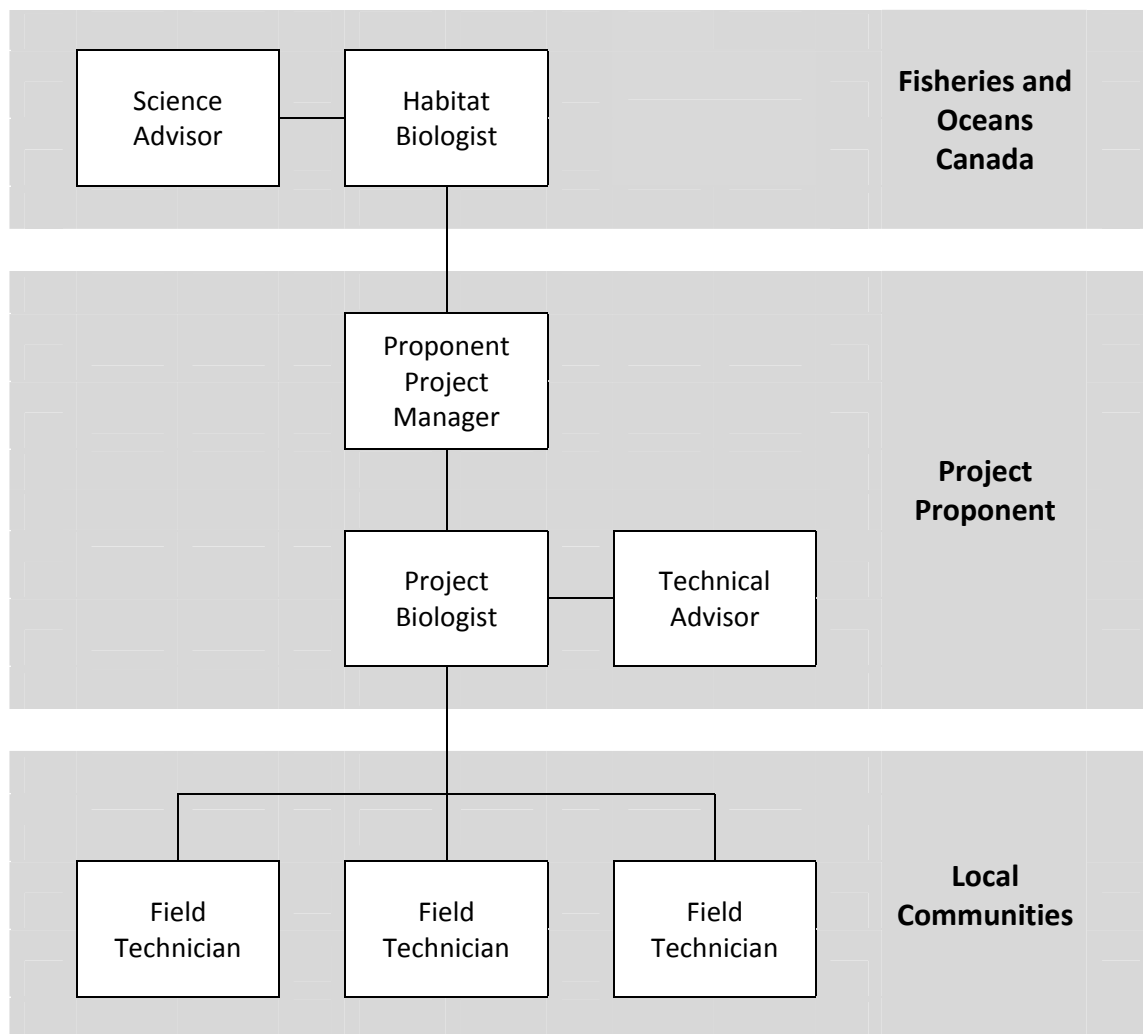 Science
Advisor
Habitat
Biologist
Fisheries and
Oceans
Canada
Proponent
Project
Manager
Project
Biologist
Technical
Advisor
Project
Proponent
Field
Technician
Field
Technician
Field
Technician
Local
Communities